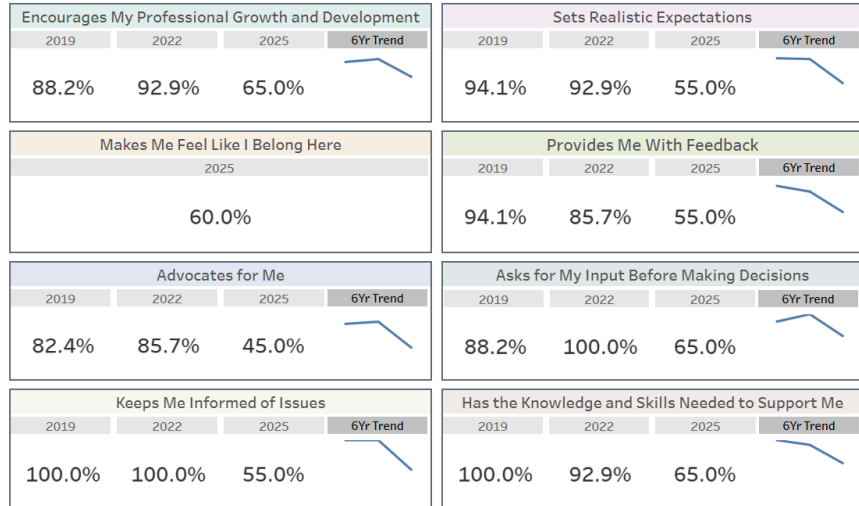 Encourages My Professional Growth and Development
2019 2022 2025 6Yr Trend
88.2% 92.9% 65.0%
Sets Realistic Expectations
2019 2022 2025 6Yr Trend
94.1% 92.9% 55.0%
Makes Me Feel Like I Belong Here
2025
60.0%
Provides Me With Feedback
2019 2022 2025 6Yr Trend
94.1% 85.7% 55.0%
Advocates for Me
2019 2022 2025 6Yr Trend
82.4% 85.7% 45.0%
Asks for My Input Before Making Decisions
2019 2022 2025 6Yr Trend
88.2% 100.0% 65.0%
Keeps Me Informed of Issues
2019 2022 2025 6Yr Trend
100.0% 100.0% 55.0%
Has the Knowledge and Skills Needed to Support Me
2019 2022 2025 6Yr Trend
100.0% 92.9% 65.0%